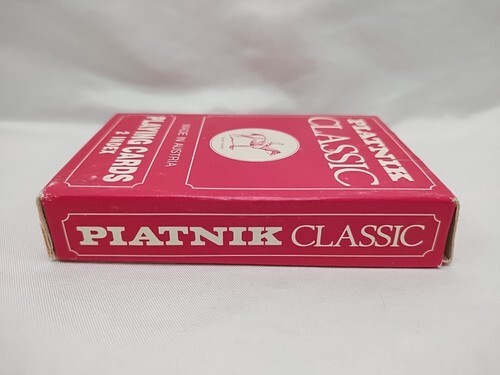 PIATNIK
CLASSIC
MADE IN AUSTRIA
PLAYING CARDS
2 INDEX
PIATNIK CLASSIC